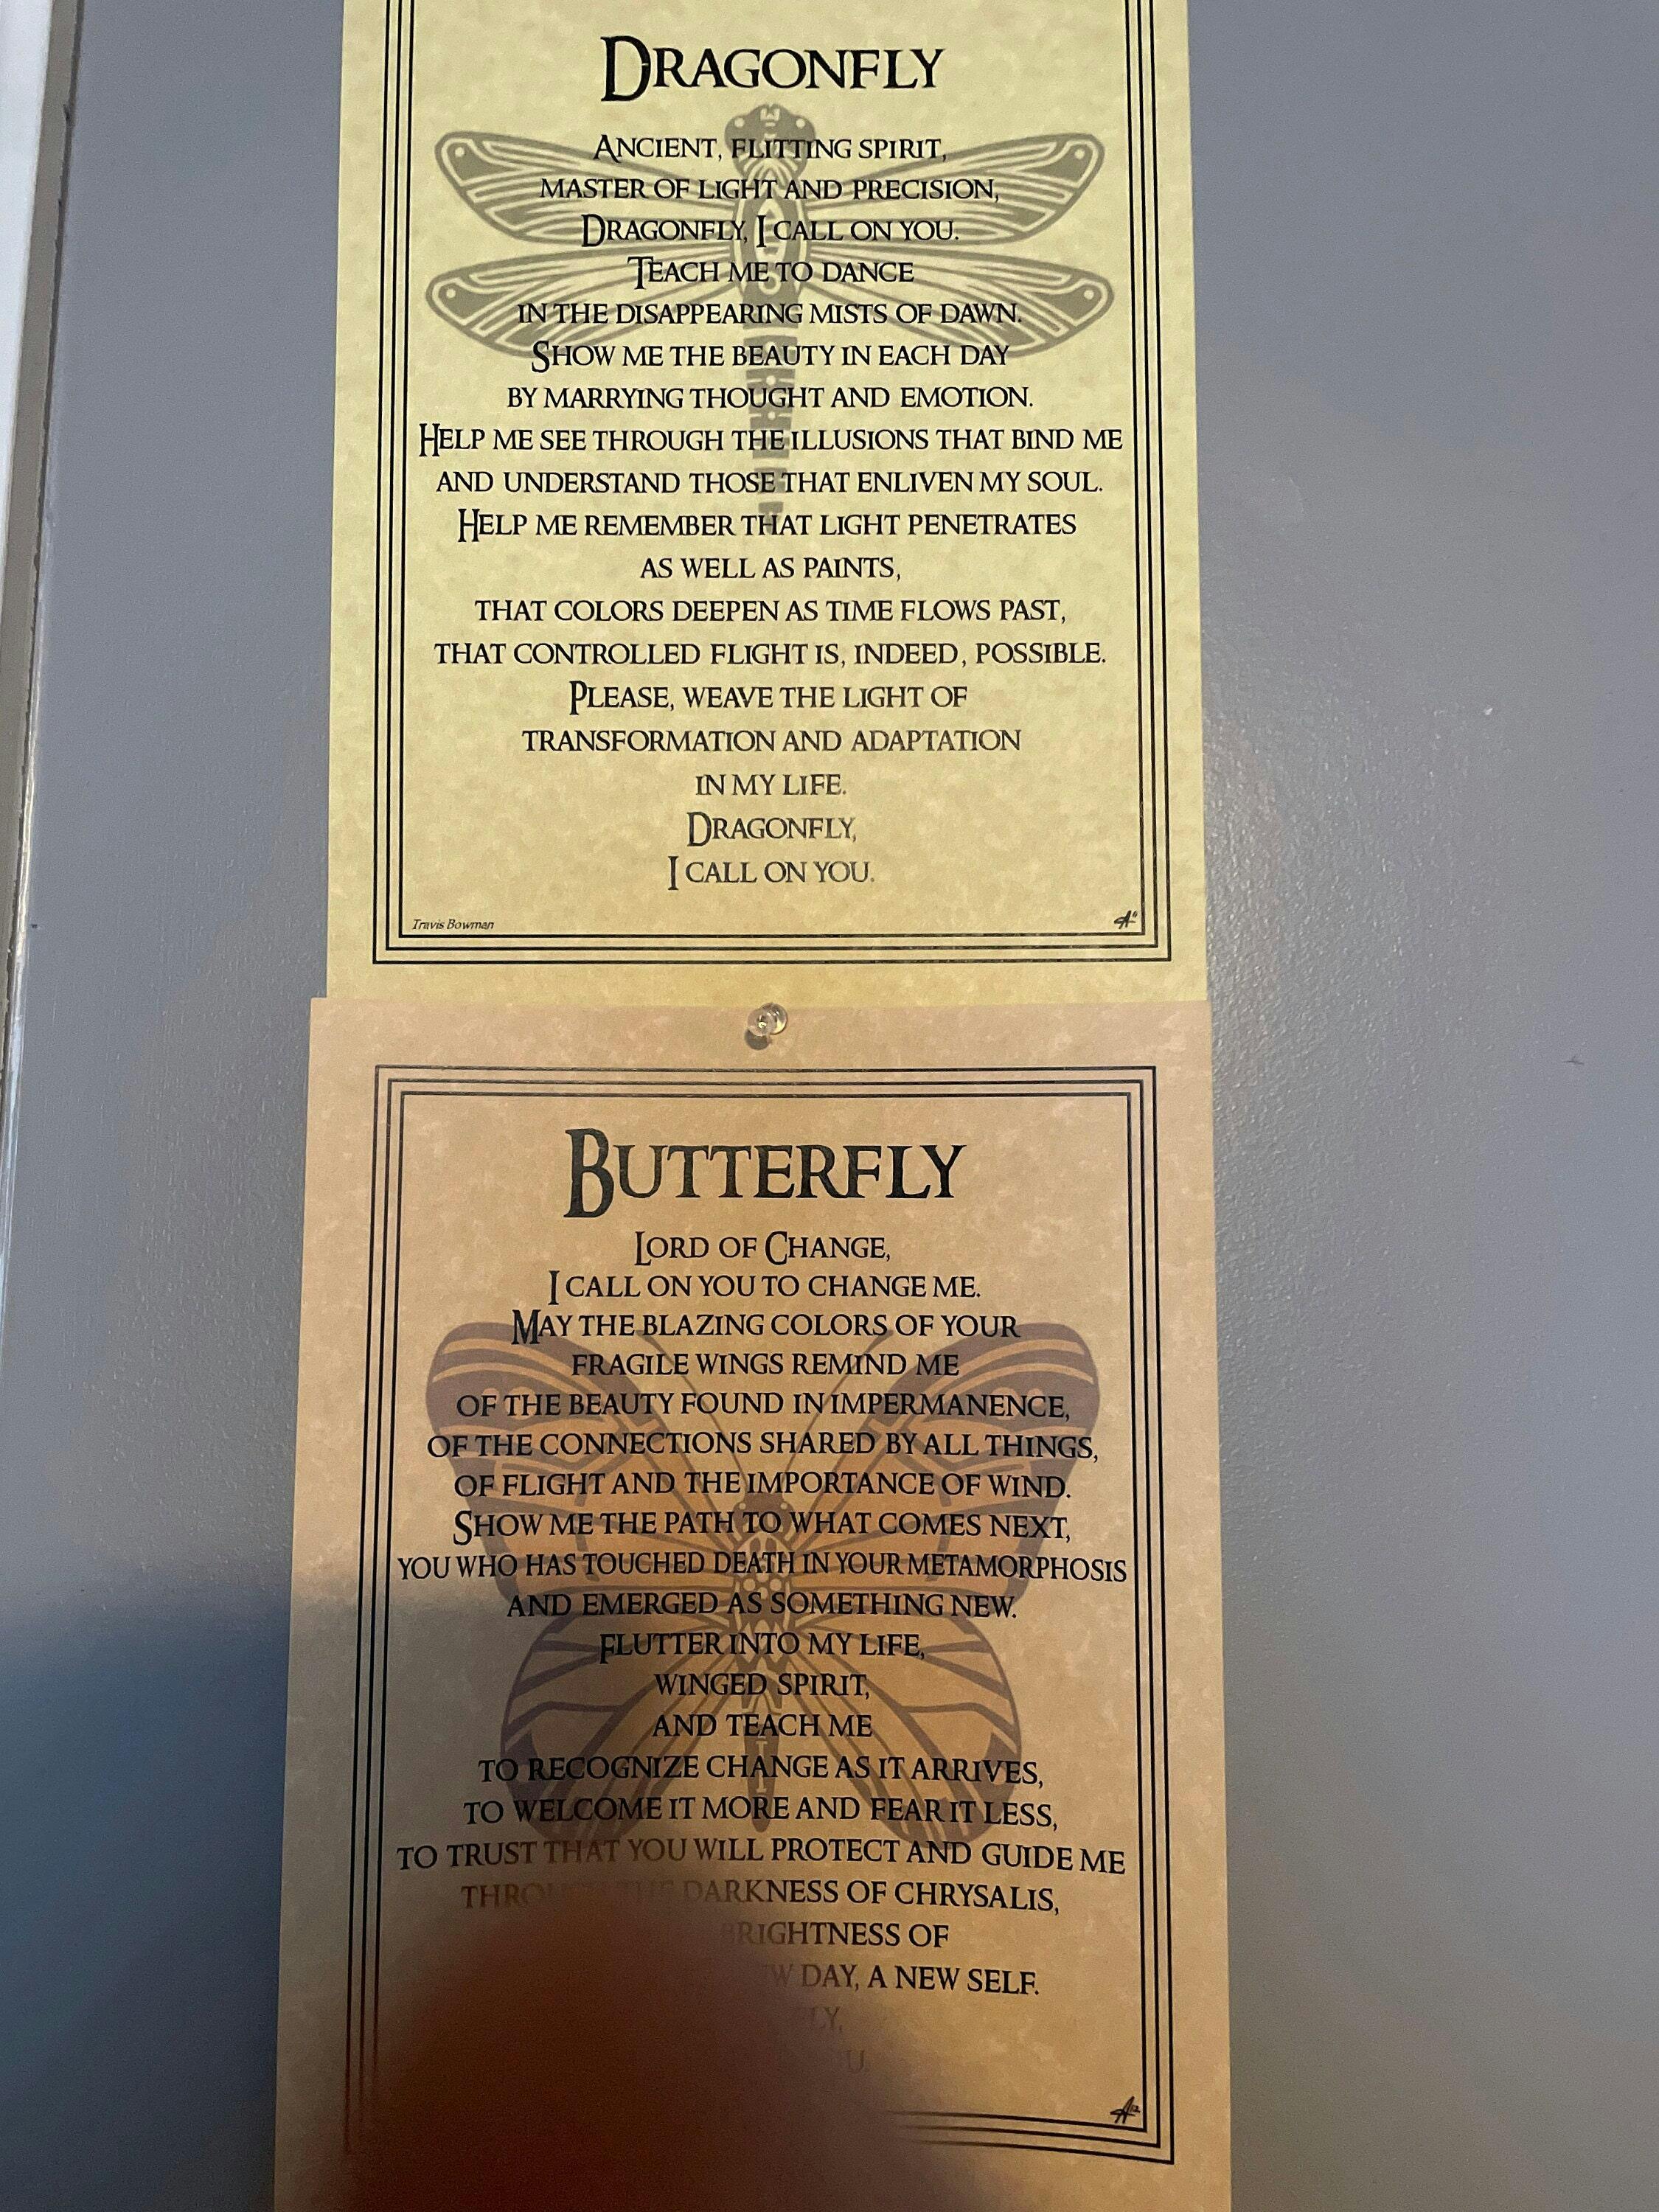 DRAGONFLY
ANCIENT, FLITTING SPIRIT,
MASTER OF LIGHT AND PRECISION,
DRAGONFLY, I CALL ON YOU.
TEACH ME TO DANCE
IN THE DISAPPEARING MISTS OF DAWN.
SHOW ME THE BEAUTY IN EACH DAY
BY MARRYING THOUGHT AND EMOTION.
HELP ME SEE THROUGH THE ILLUSIONS THAT BIND ME
AND UNDERSTAND THOSE THAT ENLIVEN MY SOUL.
HELP ME REMEMBER THAT LIGHT PENETRATES
AS WELL AS PAINTS,
THAT COLORS DEEPEN AS TIME FLOWS PAST,
THAT CONTROLLED FLIGHT IS, INDEED, POSSIBLE.
PLEASE, WEAVE THE LIGHT OF
TRANSFORMATION AND ADAPTATION
IN MY LIFE.
DRAGONFLY,
I CALL ON YOU.
Travis Bowman
BUTTERFLY
LORD OF CHANGE,
I CALL ON YOU TO CHANGE ME.
MAY THE BLAZING COLORS OF YOUR
FRAGILE WINGS REMIND ME
OF THE BEAUTY FOUND IN IMPERMANENCE,
OF THE CONNECTIONS SHARED BY ALL THINGS,
OF FLIGHT AND THE IMPORTANCE OF WIND.
SHOW ME THE PATH TO WHAT COMES NEXT,
YOU WHO HAS TOUCHED DEATH IN YOUR METAMORPHOSIS
AND EMERGED AS SOMETHING NEW.
FLUTTER INTO MY LIFE,
WINGED SPIRIT,
AND TEACH ME
TO RECOGNIZE CHANGE AS IT ARRIVES,
TO WELCOME IT MORE AND FEAR IT LESS,
TO TRUST THAT YOU WILL PROTECT AND GUIDE ME
THROUGH THE DARKNESS OF CHRYSALIS,
BRIGHTNESS OF
DAY, A NEW SELF.